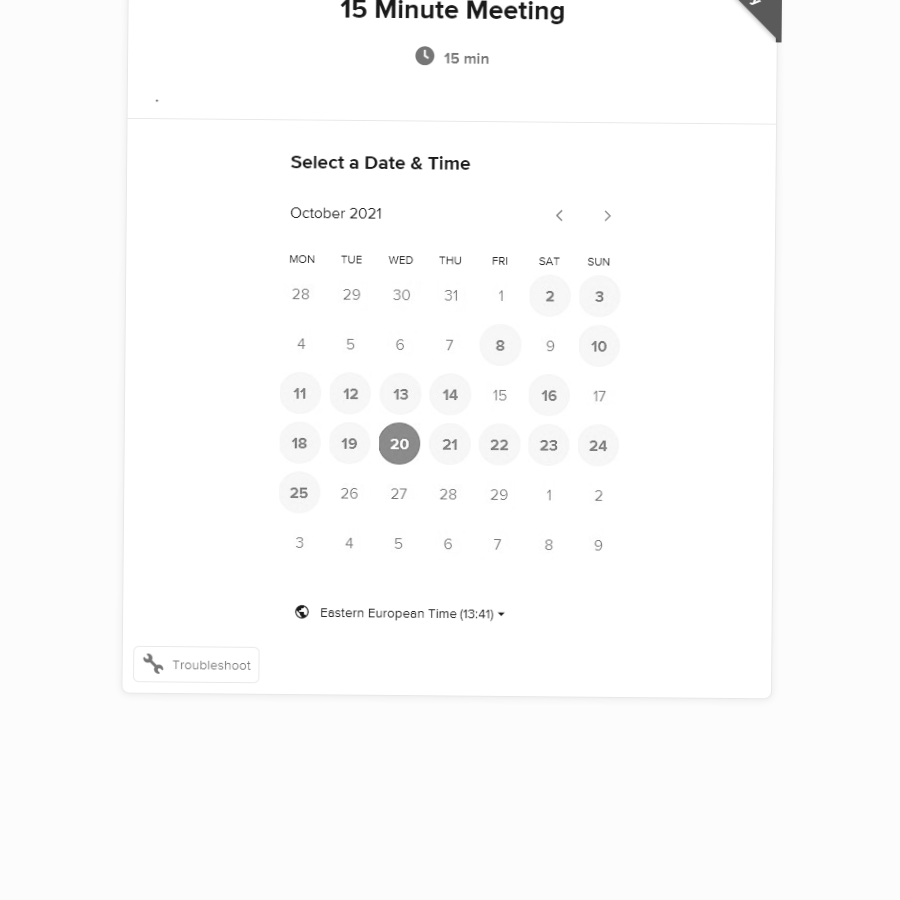 15 Minute Meeting
15 min
.
Select a Date & Time
October 2021
MON TUE WED THU FRI SAT SUN
28 29 30 31 1 2 3
4 5 6 7 8 9 10
11 12 13 14 15 16 17
18 19 20 21 22 23 24
25 26 27 28 29 1 2
3 4 5 6 7 8 9
Eastern European Time (13:41)
Troubleshoot